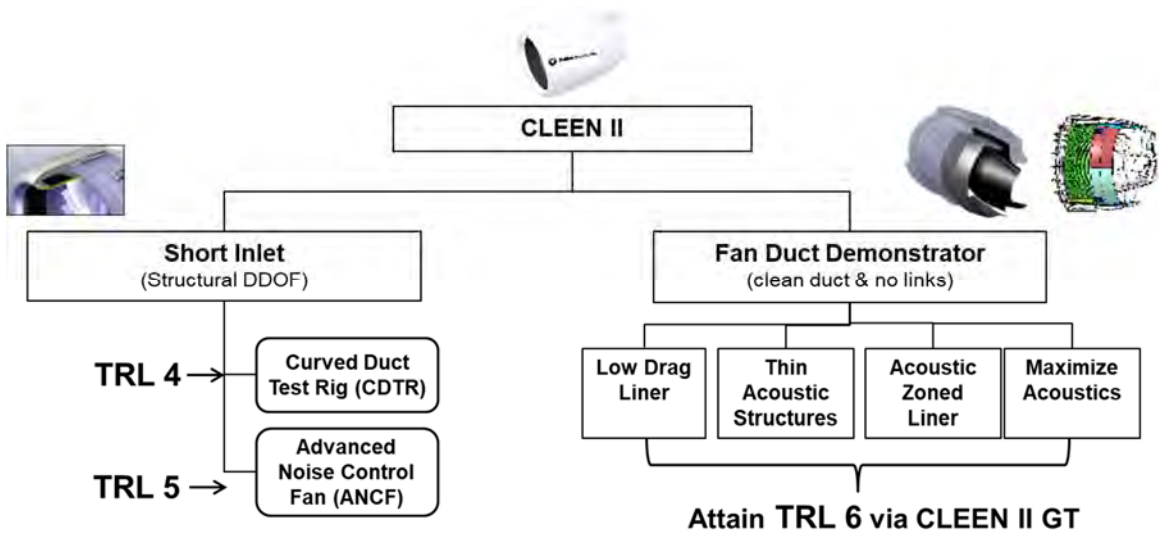 CLEEN II
Short Inlet
(Structural DDOF)
Fan Duct Demonstrator
(clean duct & no links)
TRL 4
Curved Duct
Test Rig (CDTR)
TRL 5
Advanced
Noise Control
Fan (ANCF)
Low Drag
Liner
Thin
Acoustic
Structures
Acoustic
Zoned
Liner
Maximize
Acoustics
Attain TRL 6 via CLEEN II GT